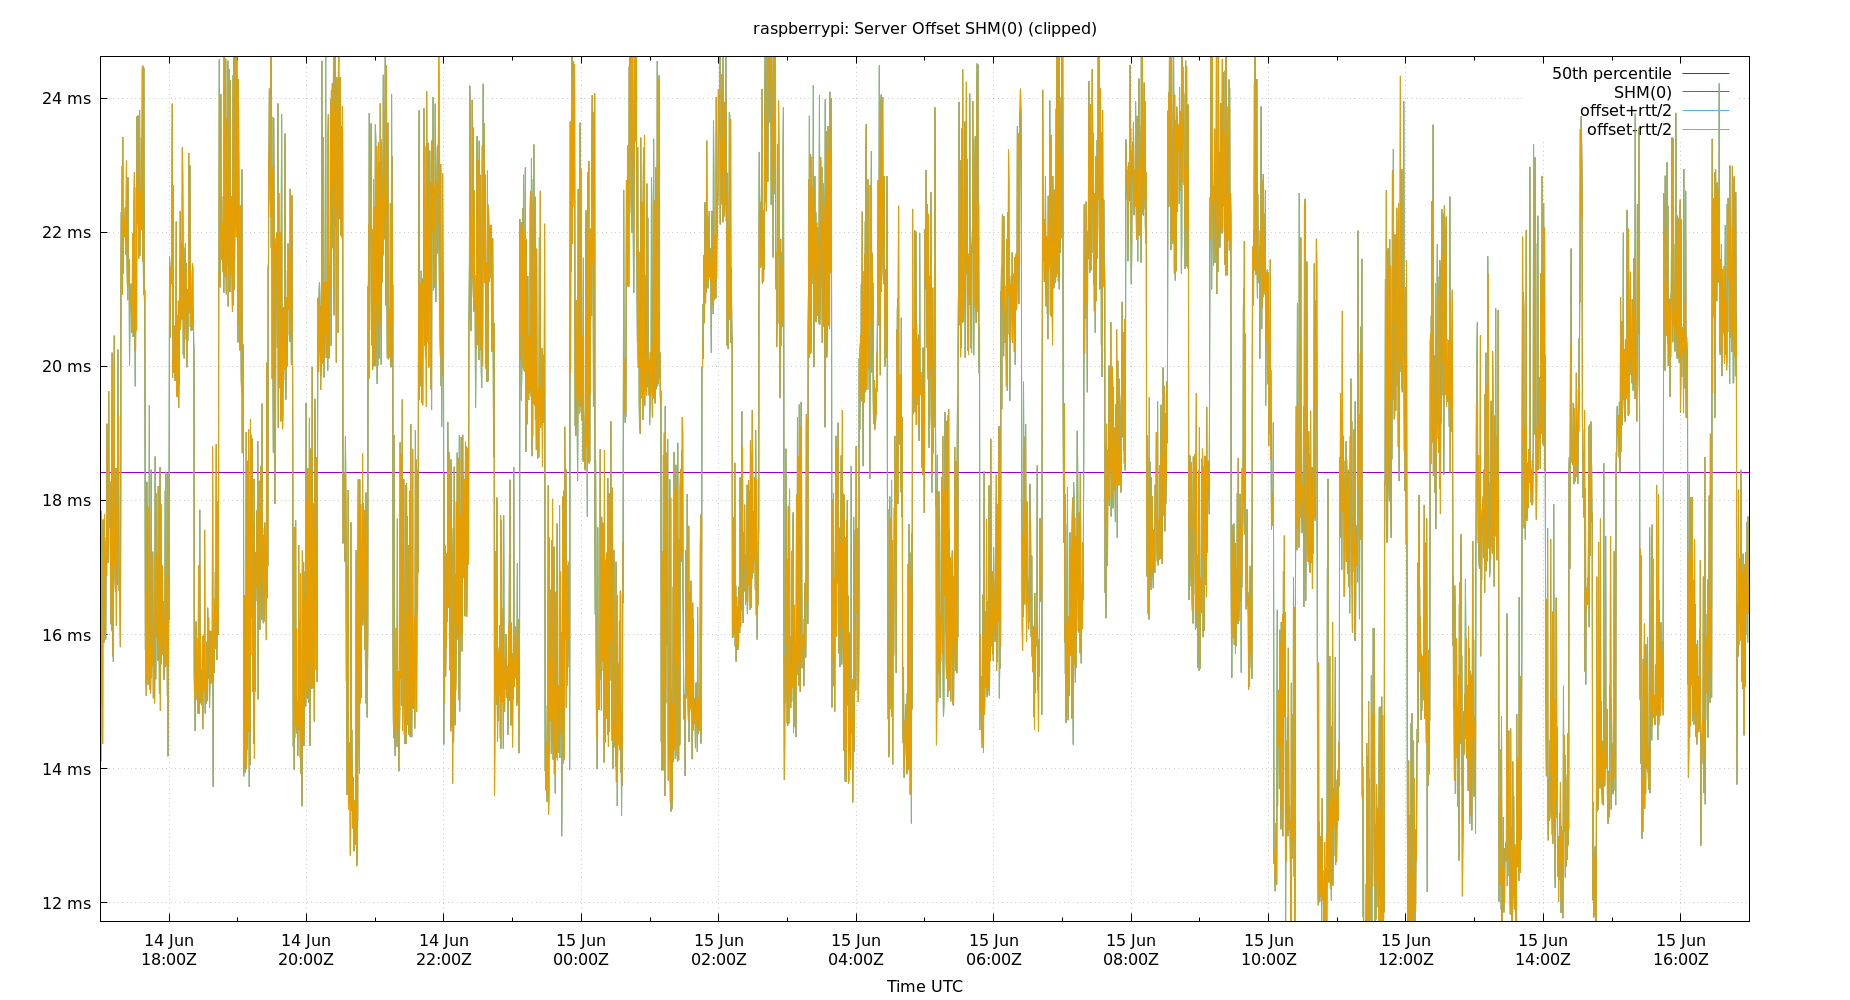 raspberrypi: Server Offset SHM(0) (clipped)
50th percentile
SHM(0)
offset+rtt/2
offset-rtt/2
24 ms
22 ms
20 ms
18 ms
16 ms
14 ms
12 ms
14 Jun 14 Jun 14 Jun 15 Jun 15 Jun 15 Jun 15 Jun 15 Jun 15 Jun 15 Jun 15 Jun 15 Jun
18:00Z 20:00Z 22:00Z 00:00Z 02:00Z 04:00Z 06:00Z 08:00Z 10:00Z 12:00Z 14:00Z 16:00Z
Time UTC